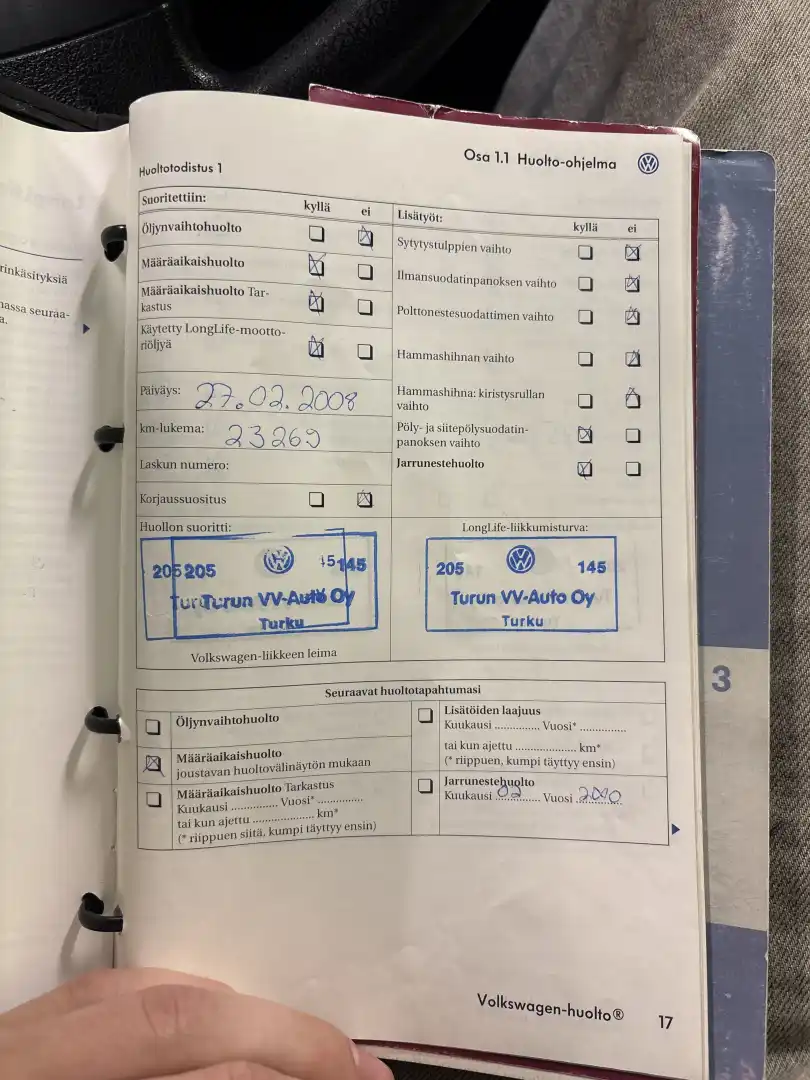 rinkäsityksiä
nassa seuraa-
a.
Osa 1.1 Huolto-ohjelma
Huoltotodistus 1
Suoritettiin:
kyllä
ei
Öljynvaihtohuolto
Määräaikaishuolto
Määräaikaishuolto Tar-
kastus
Käytetty LongLife-mootto-
riöljyä
Päiväys: 27.02.2008
km-lukema: 23269
Laskun numero:
Korjaussuositus
Lisätyöt:
kyllä
ei
Sytytystulppien vaihto
Ilmansuodatinpanoksen vaihto
Polttonestesuodattimen vaihto
Hammashihnan vaihto
Hammashihna: kiristysrullan
vaihto
Pöly- ja siitepölysuodatin-
panoksen vaihto
Jarrunestehuolto
Huollon suoritti:
205 205 145
Turun VV-Auto Oy
Turku
Volkswagen-liikkeen leima
LongLife-liikkumisturva:
205 145
Turun VV-Auto Oy
Turku
Seuraavat huoltotapahtumasi
Öljynvaihtohuolto
Määräaikaishuolto
joustavan huoltovälinäytön mukaan
Määräaikaishuolto Tarkastus
Kuukausi .............. Vuosi* ..............
tai kun ajettu ................... km*
(* riippuen siitä, kumpi täyttyy ensin)
Lisätöiden laajuus
Kuukausi .............. Vuosi* ..............
tai kun ajettu ................... km*
(* riippuen, kumpi täyttyy ensin)
Jarrunestehuolto
Kuukausi 02 Vuosi 2010
3
Volkswagen-huolto®
17